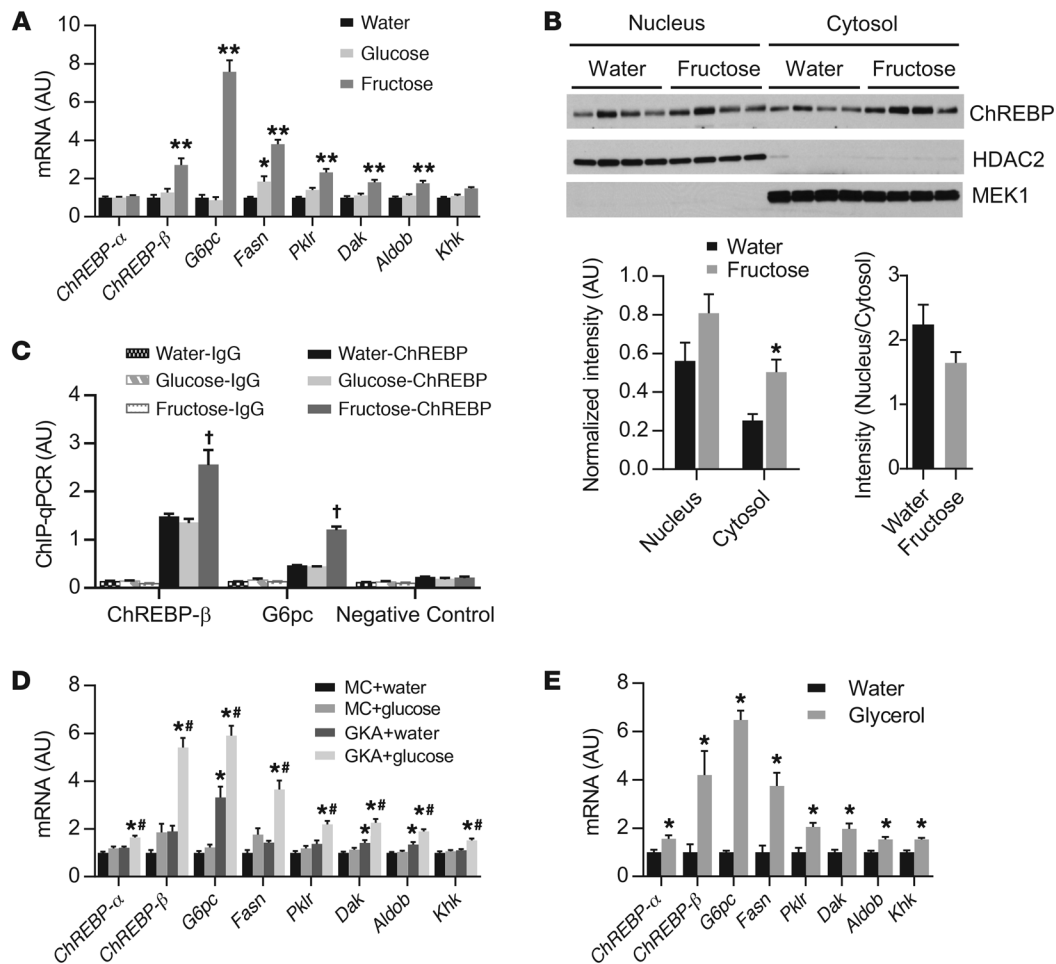 A
10
8
6
4
2
0
mRNA (AU)
Water
Glucose
Fructose
** ** * ** ** ** **
ChREBP-α ChREBP-β G6pc Fasn Pklr Dak Aldob Khk
B
Nucleus Cytosol
Water Fructose Water Fructose
ChREBP
HDAC2
MEK1
Water
Fructose
1.0
0.8
0.6
0.4
0.2
0.0
Normalized intensity (AU)
*
Nucleus Cytosol
3
2
1
0
Intensity (Nucleus/Cytosol)
Water Fructose
C
Water-IgG Water-ChREBP
Glucose-IgG Glucose-ChREBP
Fructose-IgG Fructose-ChREBP
4
3
2
1
0
ChIP-qPCR (AU)
† †
ChREBP-β G6pc Negative Control
D
8
6
4
2
0
mRNA (AU)
MC+water
MC+glucose
GKA+water
GKA+glucose
*# *# * *# *# *# * *# * *# *#
ChREBP-α ChREBP-β G6pc Fasn Pklr Dak Aldob Khk
E
8
6
4
2
0
mRNA (AU)
Water
Glycerol
* * * * * * * *
ChREBP-α ChREBP-β G6pc Fasn Pklr Dak Aldob Khk